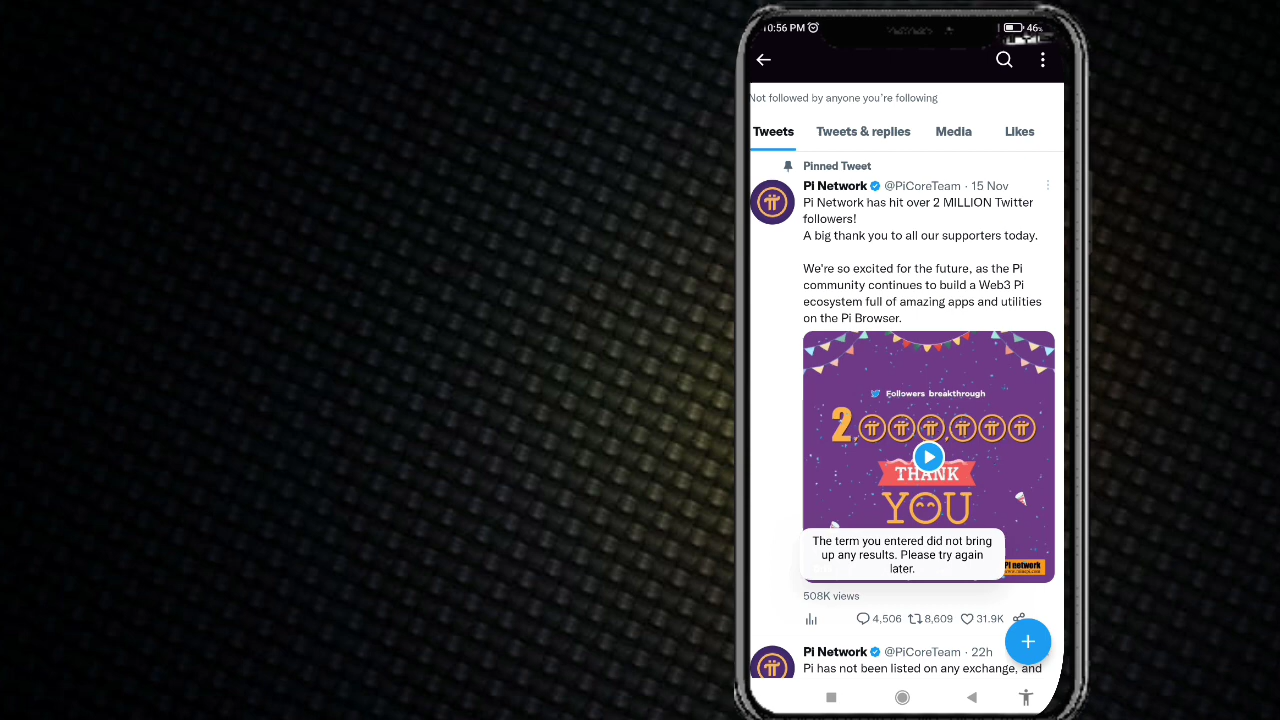 10:56 PM
46%
Not followed by anyone you're following
Tweets Tweets & replies Media Likes
Pinned Tweet
Pi Network @PiCoreTeam · 15 Nov
Pi Network has hit over 2 MILLION Twitter
followers!
A big thank you to all our supporters today.
We're so excited for the future, as the Pi
community continues to build a Web3 Pi
ecosystem full of amazing apps and utilities
on the Pi Browser.
Followers breakthrough
2
THANK
YOU
The term you entered did not bring
up any results. Please try again
later.
Pi network
508K views
4,506 8,609 31.9K
Pi Network @PiCoreTeam · 22h
Pi has not been listed on any exchange, and